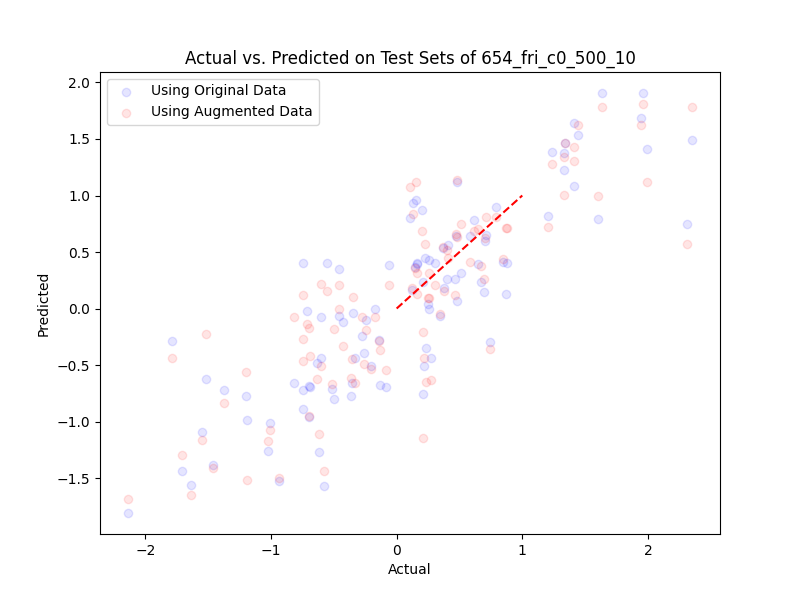 Actual vs. Predicted on Test Sets of 654_fri_c0_500_10
Using Original Data
Using Augmented Data
2.0
1.5
1.0
0.5
0.0
−0.5
−1.0
−1.5
Predicted
−2
−1
0
1
2
Actual